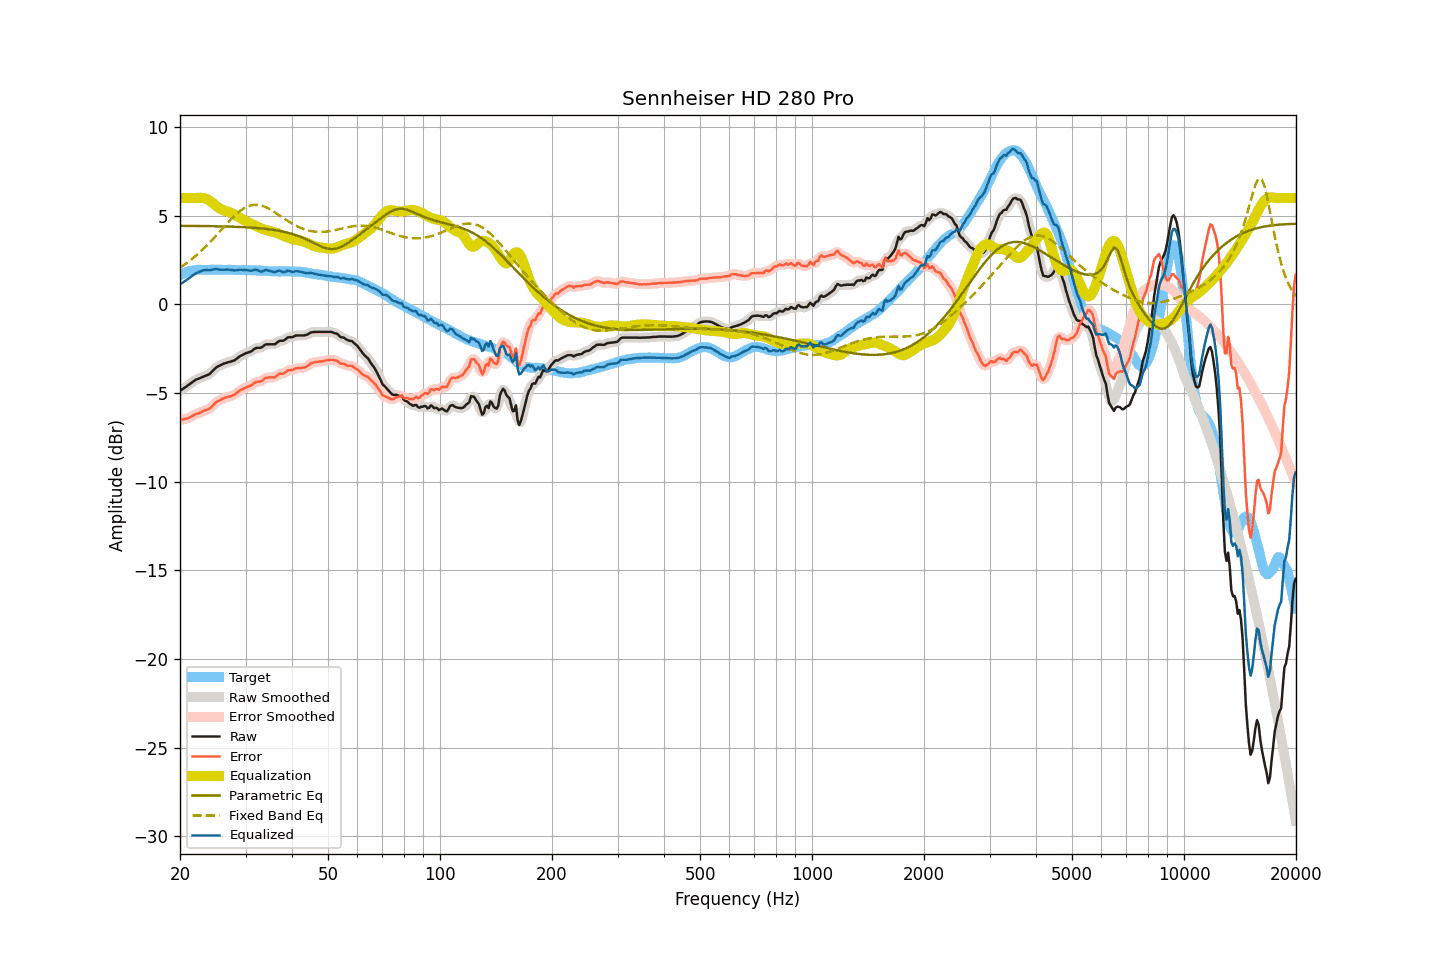 Sennheiser HD 280 Pro
10
5
0
−5
−10
−15
−20
−25
−30
Amplitude (dBr)
Target
Raw Smoothed
Error Smoothed
Raw
Error
Equalization
Parametric Eq
Fixed Band Eq
Equalized
20 50 100 200 500 1000 2000 5000 10000 20000
Frequency (Hz)